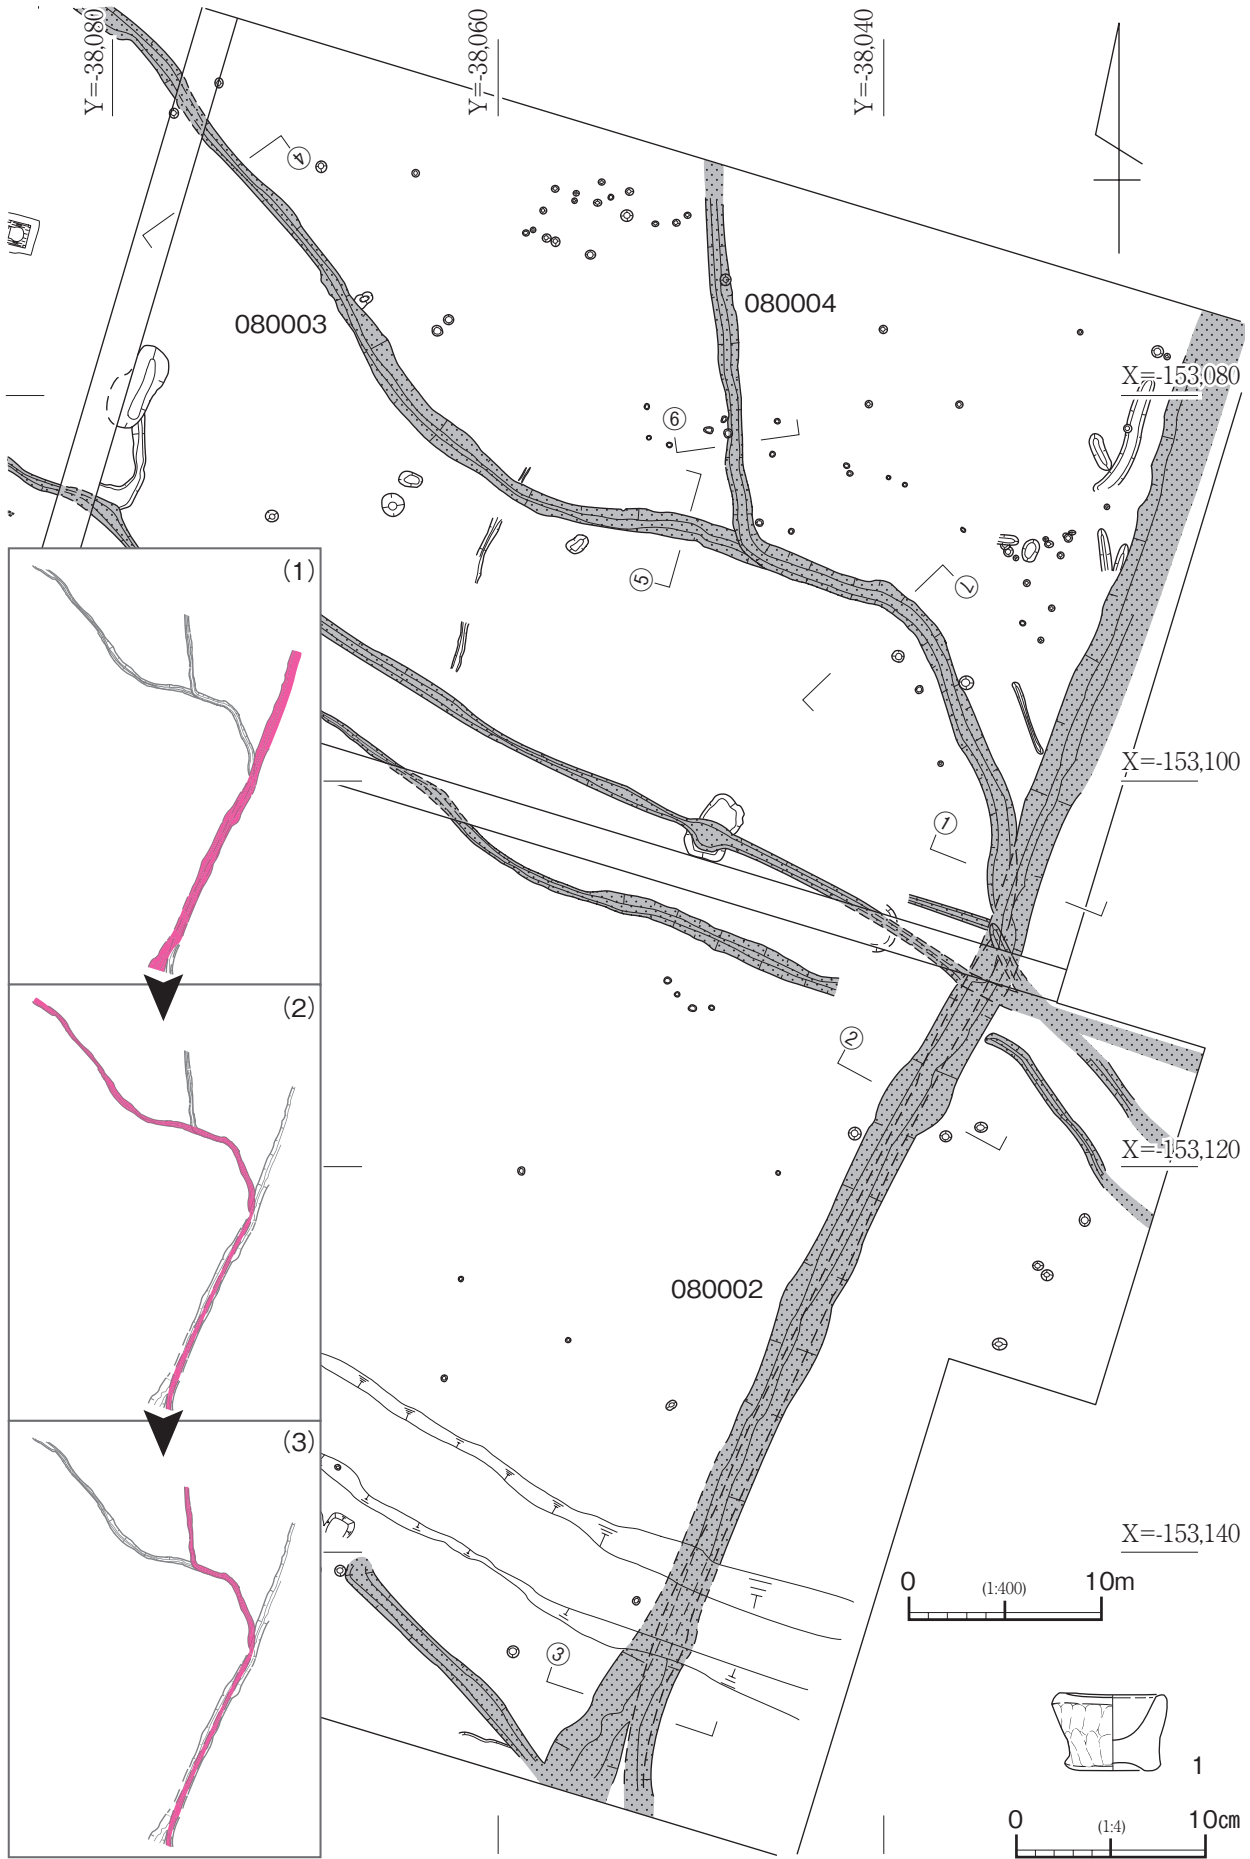 Y=-38,080
Y=-38,060
Y=-38,040
④
080003
080004
X=-153,080
⑥
⑤
⑦
(1)
X=-153,100
①
(2)
②
X=-153,120
080002
(3)
X=-153,140
0 (1:400) 10m
③
1
0 (1:4) 10cm